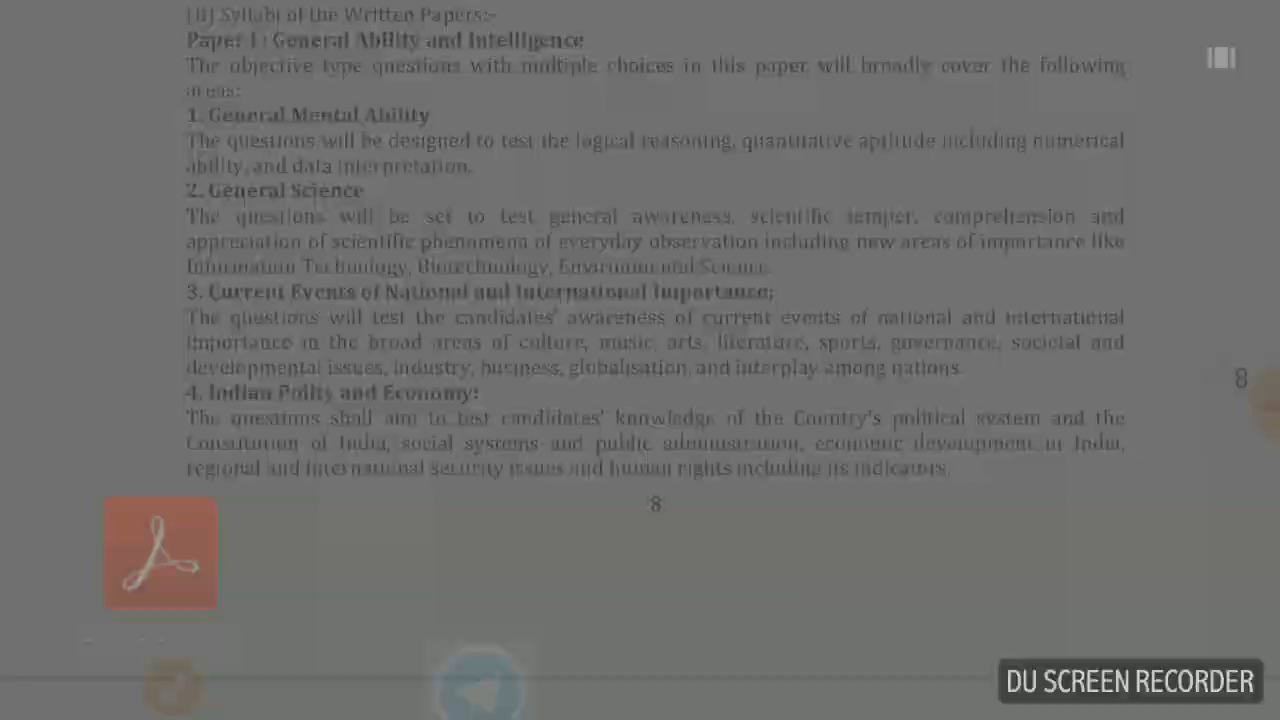 (ii) Syllabi of the Written Papers:-
Paper I : General Ability and Intelligence
The objective type questions with multiple choices in this paper will broadly cover the following
areas:
1. General Mental Ability
The questions will be designed to test the logical reasoning, quantitative aptitude including numerical
ability, and data interpretation.
2. General Science
The questions will be set to test general awareness, scientific temper, comprehension and
appreciation of scientific phenomena of everyday observation including new areas of importance like
Information Technology, Biotechnology, Environmental Science.
3. Current Events of National and International Importance;
The questions will test the candidates' awareness of current events of national and international
importance in the broad areas of culture, music, arts, literature, sports, governance, societal and
developmental issues, industry, business, globalisation, and interplay among nations.
4. Indian Polity and Economy:
The questions shall aim to test candidates' knowledge of the Country's political system and the
Constitution of India, social systems and public administration, economic development in India,
regional and international security issues and human rights including its indicators.
8
8
DU SCREEN RECORDER